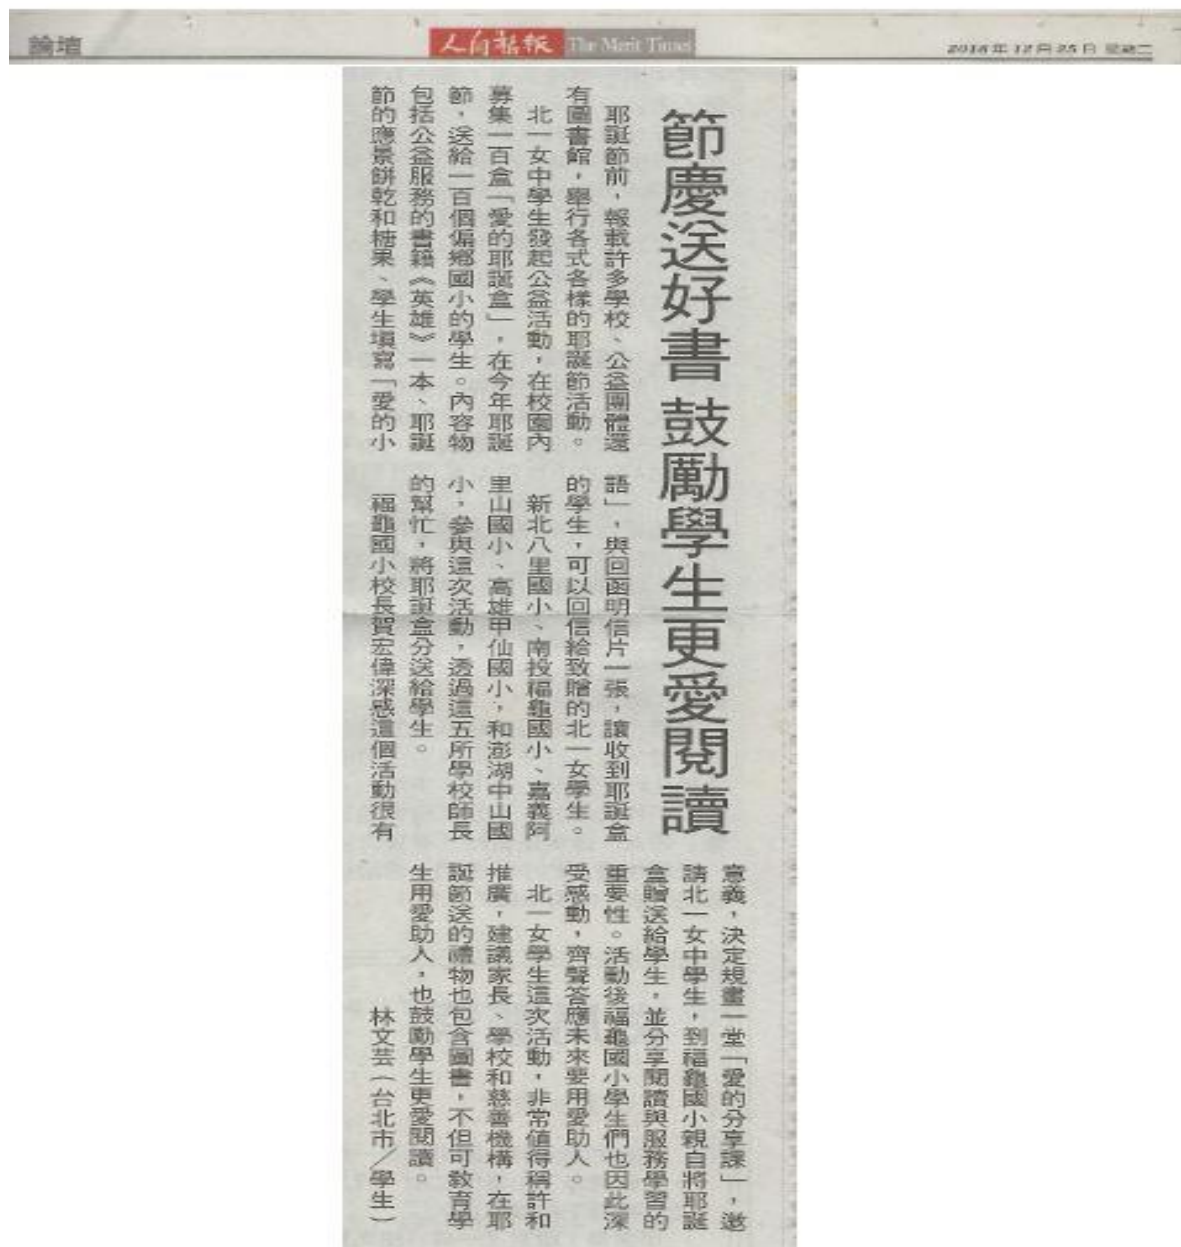 論壇
人間福報 The Merit Times
2018年12月25日 星期二
節慶送好書 鼓勵學生更愛閱讀
耶誕節前，報載許多學校、公益團體還
有圖書館，舉行各式各樣的耶誕節活動。
北一女中學生發起公益活動，在校園內
募集一百盒「愛的耶誕盒」，在今年耶誕
節，送給一百個偏鄉國小的學生。內容物
包括公益服務的書籍《英雄》一本、耶誕
節的應景餅乾和糖果、學生填寫「愛的小
語」，與回函明信片一張，讓收到耶誕盒
的學生，可以回信給致贈的北一女學生。
新北八里國小、南投福龜國小、嘉義阿
里山國小、高雄甲仙國小，和澎湖中山國
小，參與這次活動，透過這五所學校師長
的幫忙，將耶誕盒分送給學生。
福龜國小校長賀宏偉深感這個活動很有
意義，決定規畫一堂「愛的分享課」，邀
請北一女中學生，到福龜國小親自將耶誕
盒贈送給學生，並分享閱讀與服務學習的
重要性。活動後福龜國小學生們也因此深
受感動，齊聲答應未來要用愛助人。
北一女學生這次活動，非常值得稱許和
推廣，建議家長、學校和慈善機構，在耶
誕節送的禮物也包含圖書，不但可教育學
生用愛助人，也鼓勵學生更愛閱讀。
林文芸（台北市／學生）